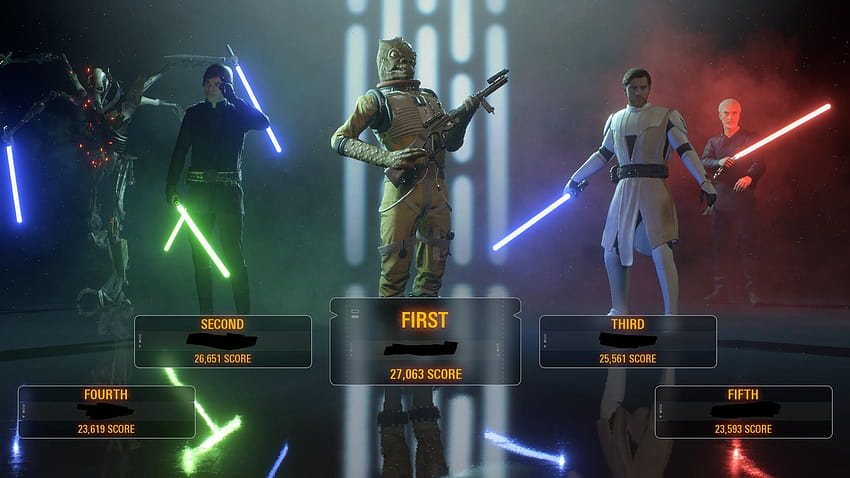 FIRST
27,063 SCORE
SECOND
26,651 SCORE
THIRD
25,561 SCORE
FOURTH
23,619 SCORE
FIFTH
23,593 SCORE